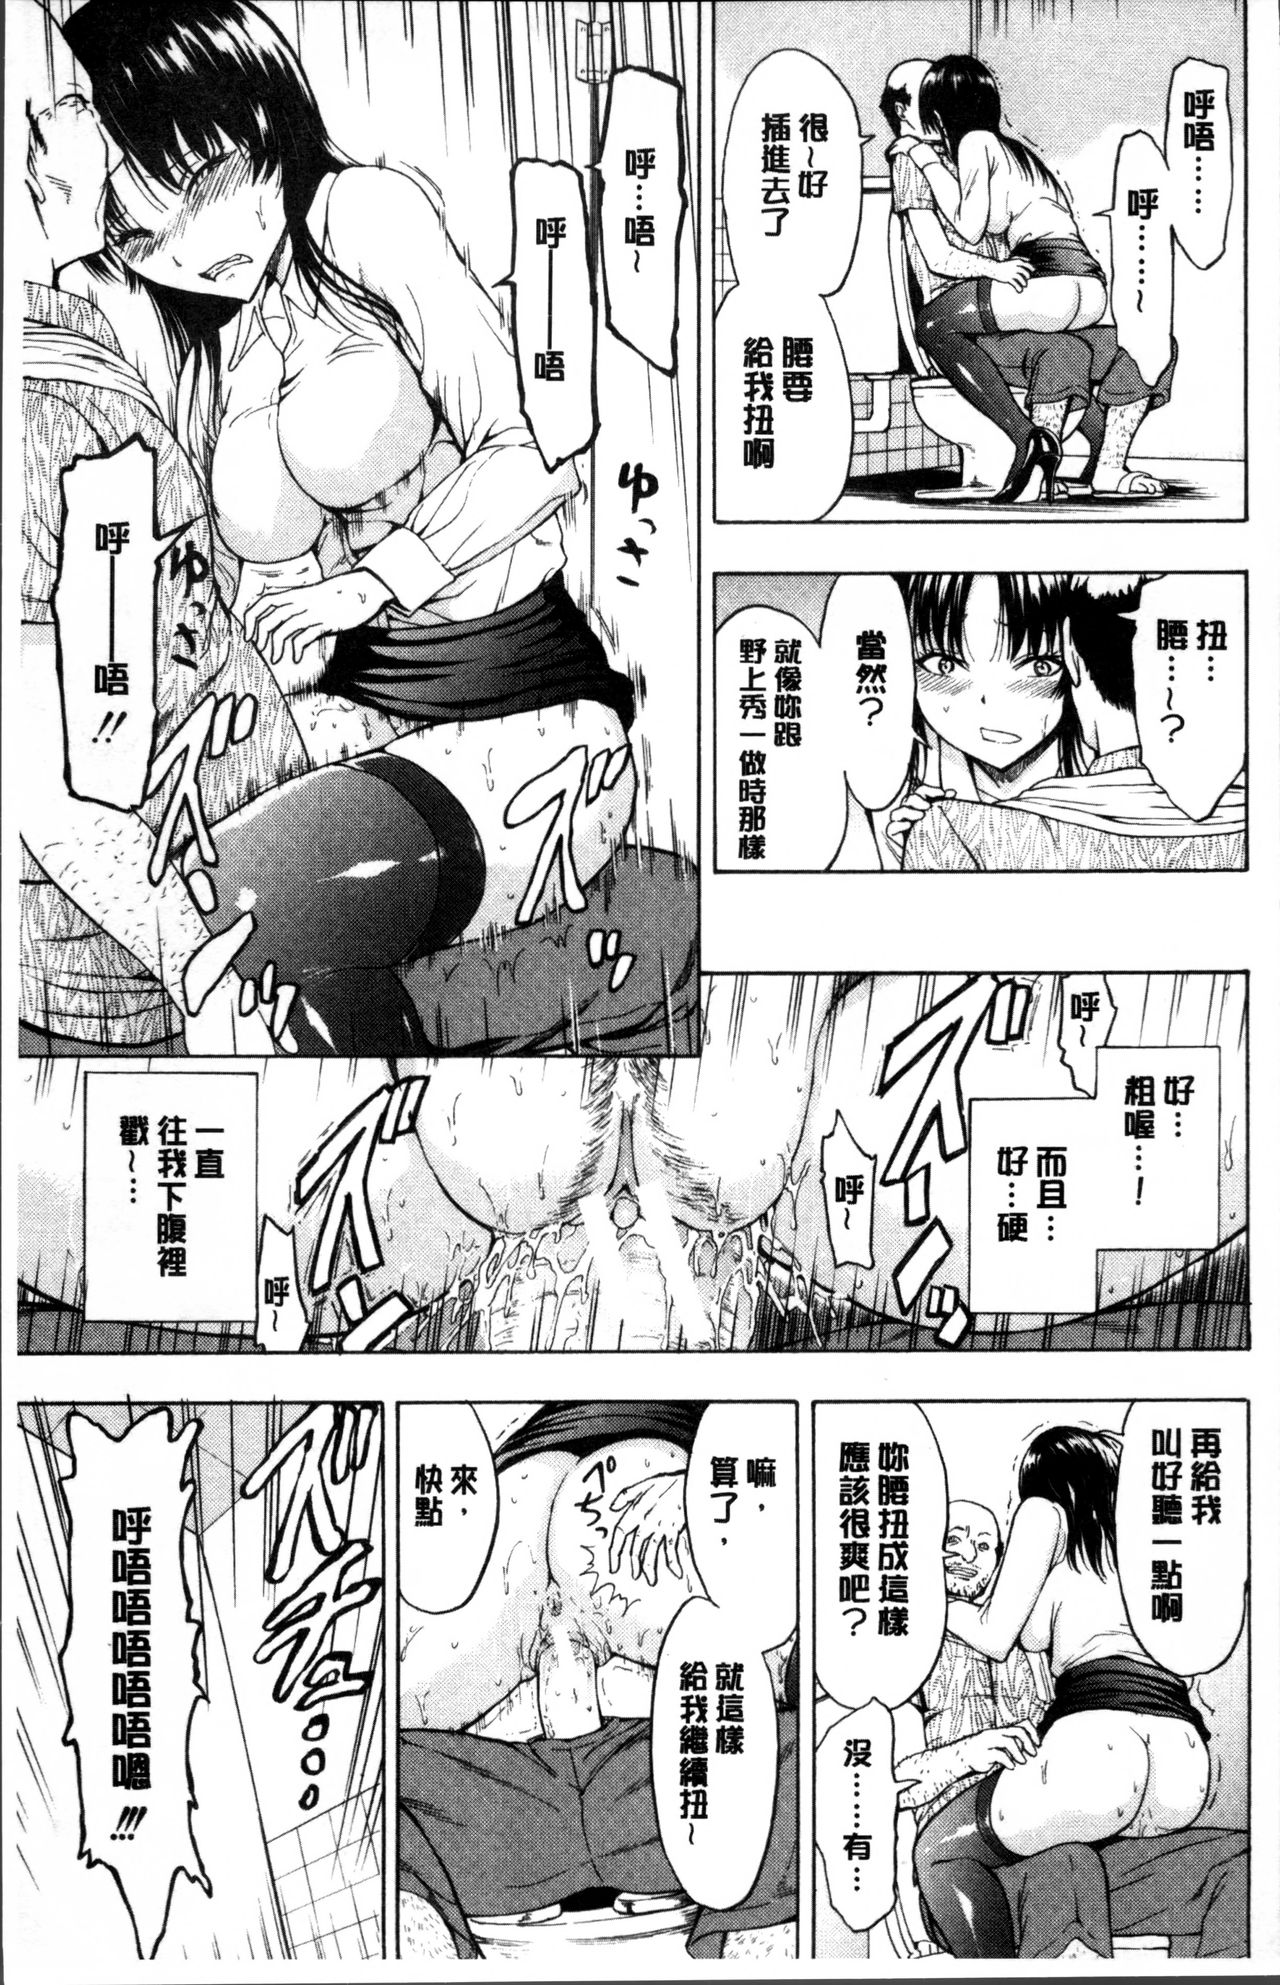 呼唔……
呼………～
很～好
插進去了
腰要
給我扭啊
呼…唔～
呼——唔
呼——唔!!
ゆっさ
ゆっさ
扭…
腰…～？
當然？
就像妳跟
野上秀一做時那樣
好…
粗喔…！
而且…
好…硬
呼～
呼～
呼～
一直
往我下腹裡
戳～…
再給我
叫好聽一點啊
妳腰扭成這樣
應該很爽吧？
沒……有…
嘛，
算了，
就這樣
給我繼續扭～
來，
快點
呼唔唔唔唔唔嗯!!!